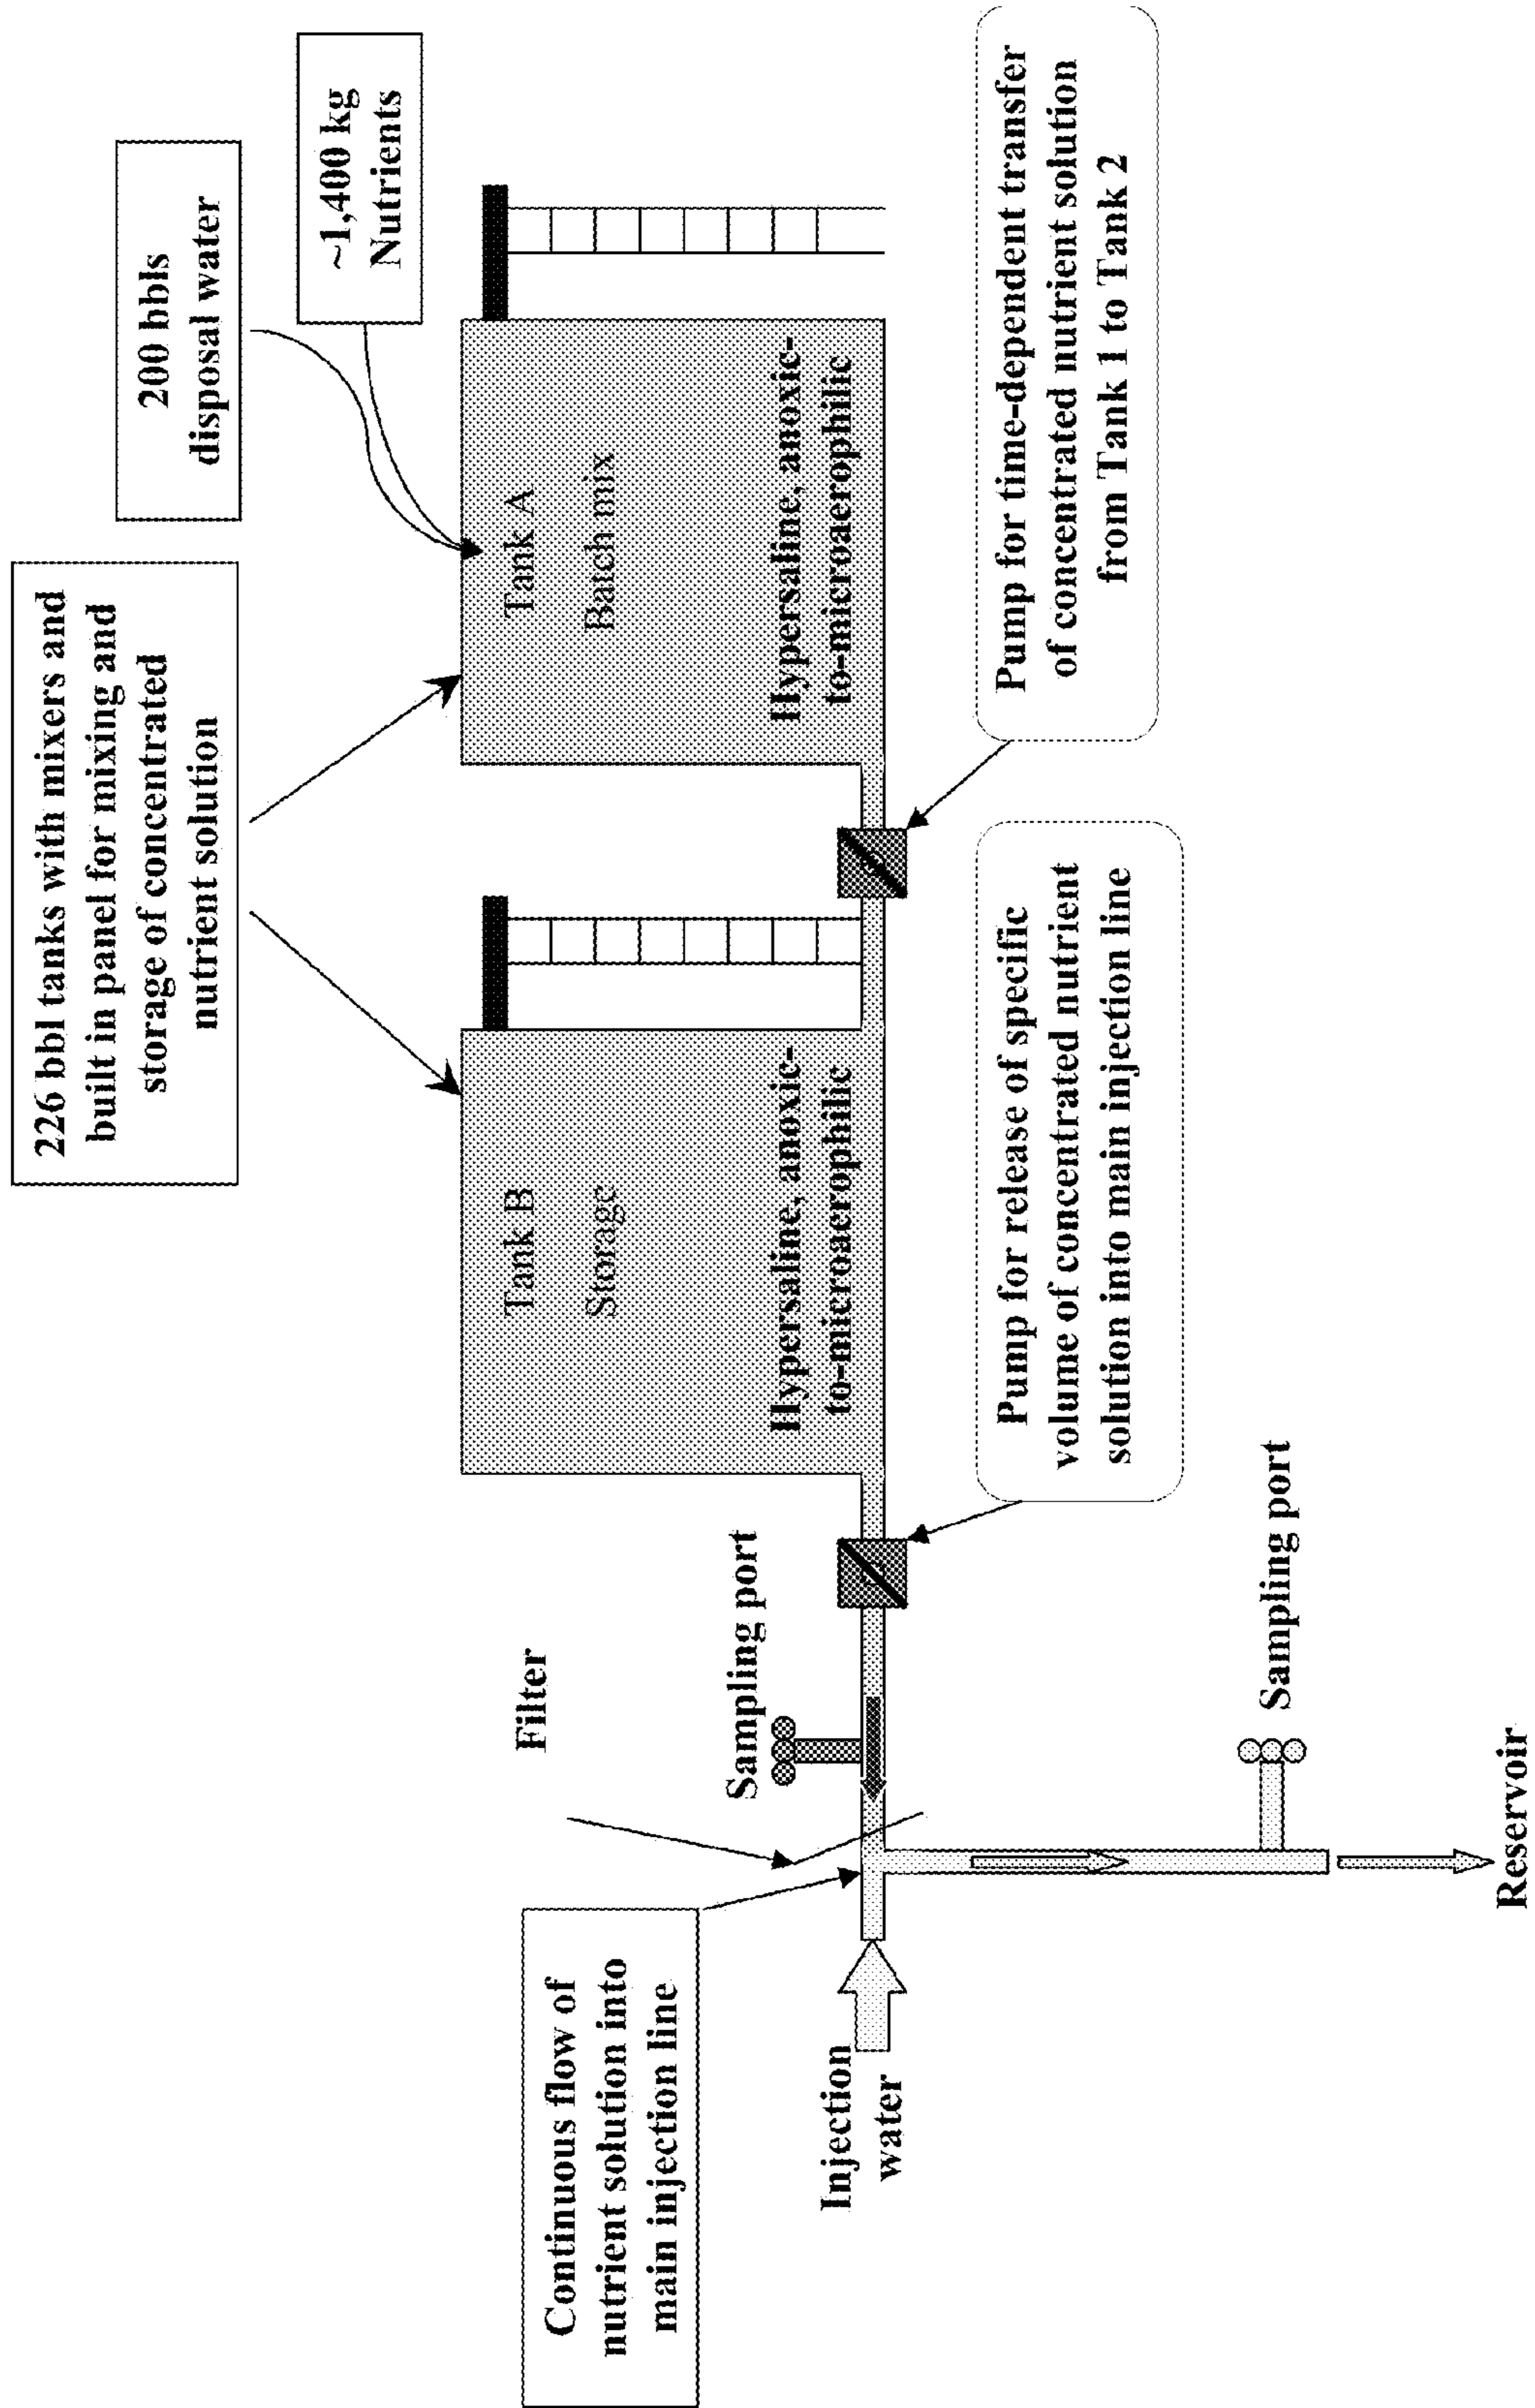 226 bbl tanks with mixers and
built in panel for mixing and
storage of concentrated
nutrient solution
200 bbls
disposal water
~1,400 kg
Nutrients
Continuous flow of
nutrient solution into
main injection line
Filter
Sampling port
Tank B
Storage
Hypersaline, anoxic-
to-microaerophilic
Tank A
Batch mix
Hypersaline, anoxic-
to-microaerophilic
Injection
water
Pump for release of specific
volume of concentrated nutrient
solution into main injection line
Pump for time-dependent transfer
of concentrated nutrient solution
from Tank 1 to Tank 2
Sampling port
Reservoir